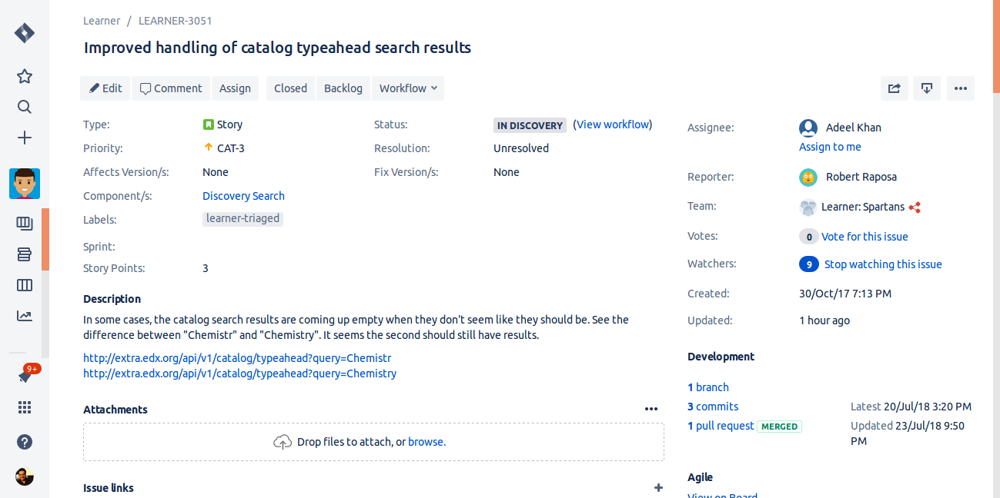 Learner / LEARNER-3051
Improved handling of catalog typeahead search results
Edit Comment Assign Closed Backlog Workflow
Type: Story
Priority: CAT-3
Affects Version/s: None
Component/s: Discovery Search
Labels: learner-triaged
Sprint:
Story Points: 3
Status: IN DISCOVERY (View workflow)
Resolution: Unresolved
Fix Version/s: None
Description
In some cases, the catalog search results are coming up empty when they don't seem like they should be. See the
difference between "Chemistr" and "Chemistry". It seems the second should still have results.
http://extra.edx.org/api/v1/catalog/typeahead?query=Chemistr
http://extra.edx.org/api/v1/catalog/typeahead?query=Chemistry
Attachments
Drop files to attach, or browse.
Issue links
Assignee: Adeel Khan
Assign to me
Reporter: Robert Raposa
Team: Learner: Spartans
Votes: 0 Vote for this issue
Watchers: 9 Stop watching this issue
Created: 30/Oct/17 7:13 PM
Updated: 1 hour ago
Development
1 branch
3 commits Latest 20/Jul/18 3:20 PM
1 pull request MERGED Updated 23/Jul/18 9:50
PM
Agile
View on Board
9+
?